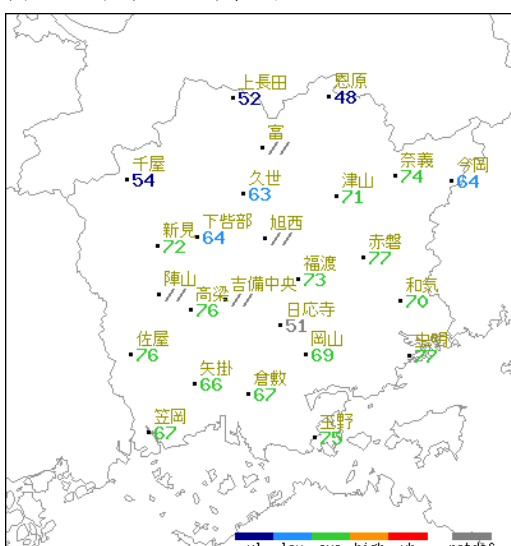 上長田
52
恩原
48
富
//
千屋
54
久世
63
津山
71
奈義
74
今岡
64
新見
72
下呰部
64
旭西
//
赤磐
77
福渡
73
陣山
//
高梁
76
吉備中央
//
和気
70
日応寺
51
佐屋
76
岡山
69
虫明
77
矢掛
66
倉敷
67
笠岡
67
玉野
75